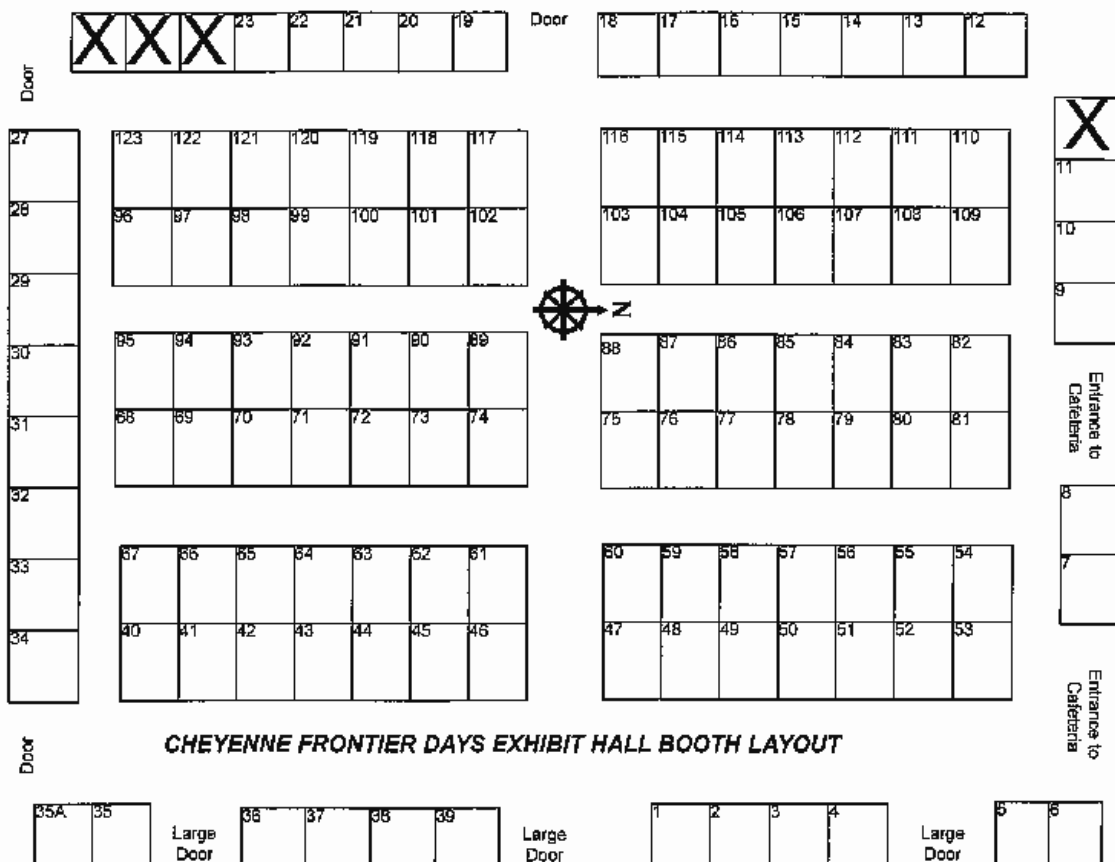 X X X 23 22 21 20 19 Door 18 17 16 15 14 13 12
Door
X
27 123 122 121 120 119 118 117 116 115 114 113 112 111 110
11
28 96 97 98 99 100 101 102 103 104 105 106 107 108 109
10
29
9
N
30 95 94 93 92 91 90 89 88 87 86 85 84 83 82
Entrance to
Cafeteria
31 68 69 70 71 72 73 74 75 76 77 78 79 80 81
32
8
33 67 66 65 64 63 62 61 60 59 58 57 56 55 54
7
34 40 41 42 43 44 45 46 47 48 49 50 51 52 53
Entrance to
Cafeteria
Door
CHEYENNE FRONTIER DAYS EXHIBIT HALL BOOTH LAYOUT
35A 35 Large Door 36 37 38 39 Large Door 1 2 3 4 Large Door 5 6